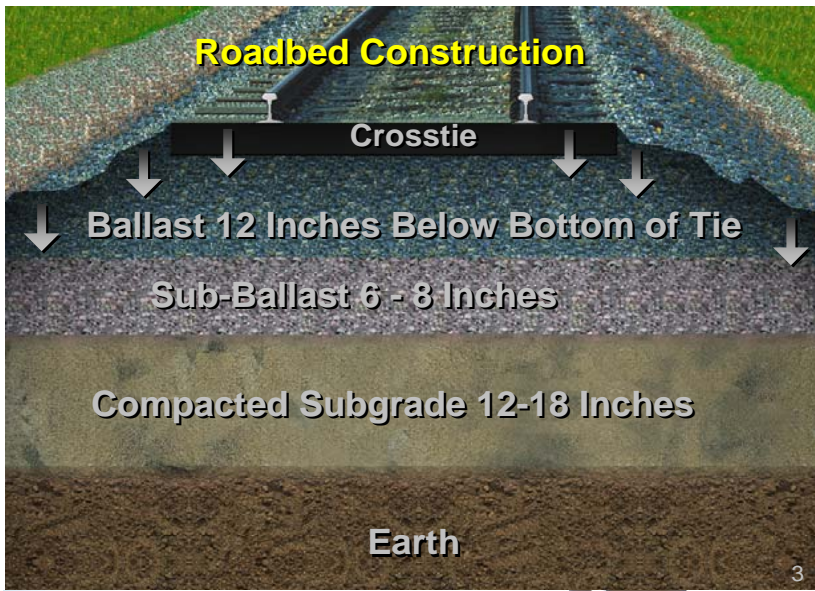 Roadbed Construction
Crosstie
Ballast 12 Inches Below Bottom of Tie
Sub-Ballast 6 - 8 Inches
Compacted Subgrade 12-18 Inches
Earth
3